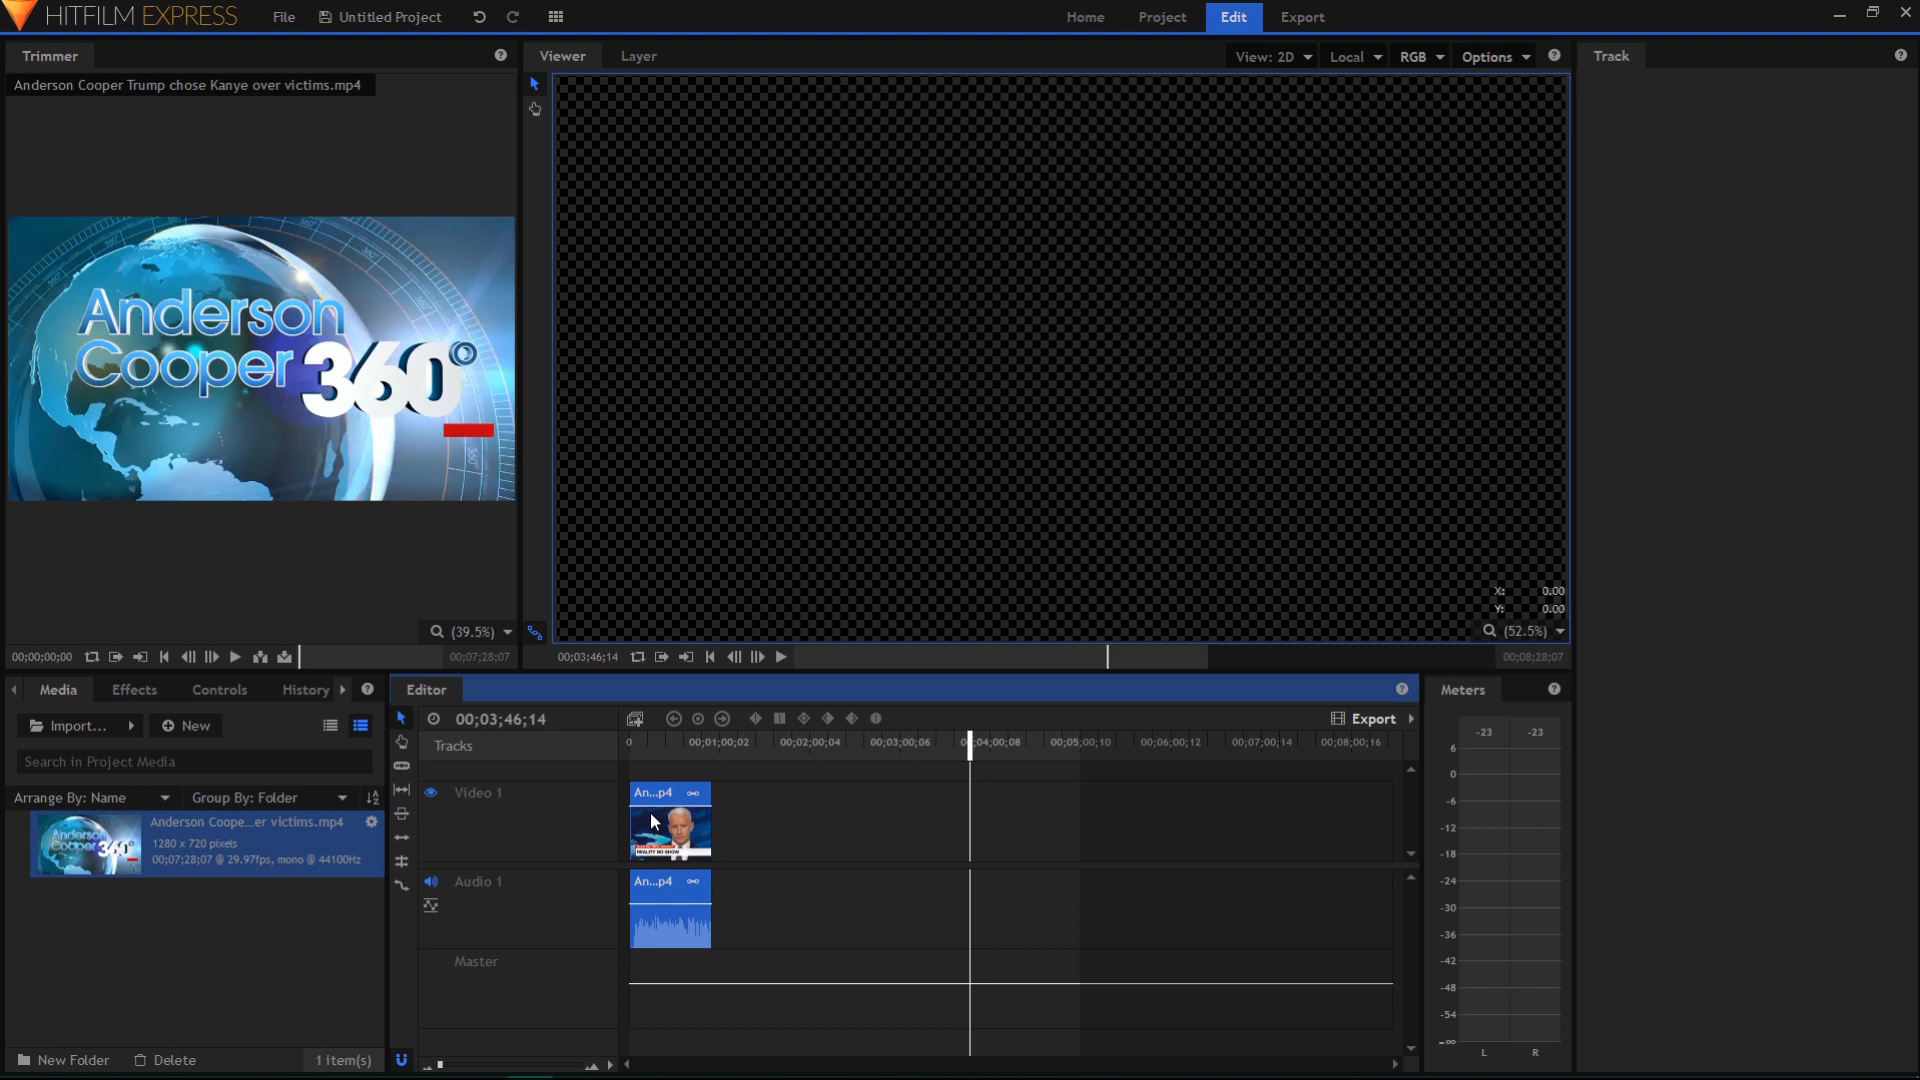 HITFILM EXPRESS File Untitled Project Home Project Edit Export
Trimmer
Anderson Cooper Trump chose Kanye over victims.mp4
Anderson
Cooper 360°
(39.5%)
00;00;00;00 00;07;28;07
Viewer Layer View: 2D Local RGB Options
X: 0.00
Y: 0.00
(52.5%)
00;03;46;14 00;08;28;07
Track
Media Effects Controls History
Import... New
Search in Project Media
Arrange By: Name Group By: Folder
Anderson Coope...er victims.mp4
1280 x 720 pixels
00;07;28;07 @ 29.97fps, mono @ 44100Hz
New Folder Delete 1 item(s)
Editor
00;03;46;14 Export
Tracks 0 00;01;00;02 00;02;00;04 00;03;00;06 00;04;00;08 00;05;00;10 00;06;00;12 00;07;00;14 00;08;00;16
Video 1 An...p4
REALITY NO-SHOW
Audio 1 An...p4
Master
Meters
-23 -23
6
0
-6
-12
-18
-24
-30
-36
-42
-48
-54
-∞
L R